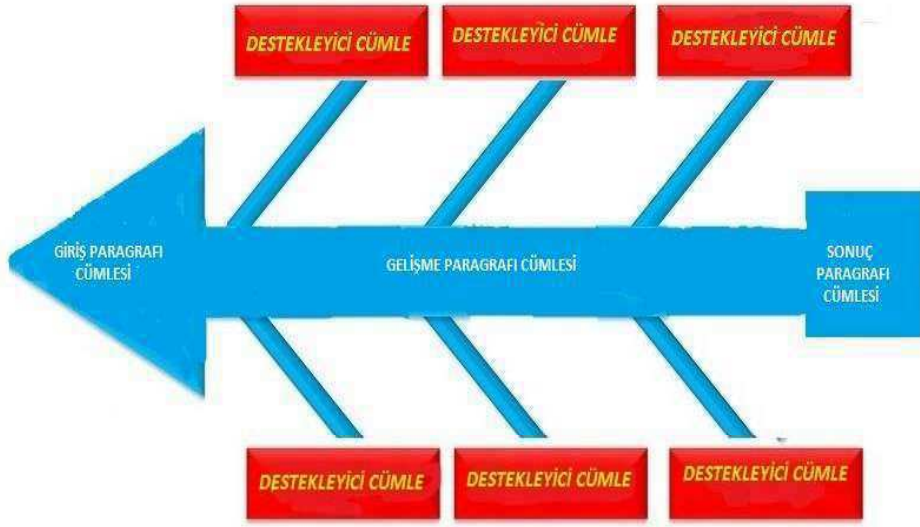 DESTEKLEYİCİ CÜMLE
DESTEKLEYİCİ CÜMLE
DESTEKLEYİCİ CÜMLE
GİRİŞ PARAGRAFI
CÜMLESİ
GELİŞME PARAGRAFI CÜMLESİ
SONUÇ
PARAGRAFI
CÜMLESİ
DESTEKLEYİCİ CÜMLE
DESTEKLEYİCİ CÜMLE
DESTEKLEYİCİ CÜMLE